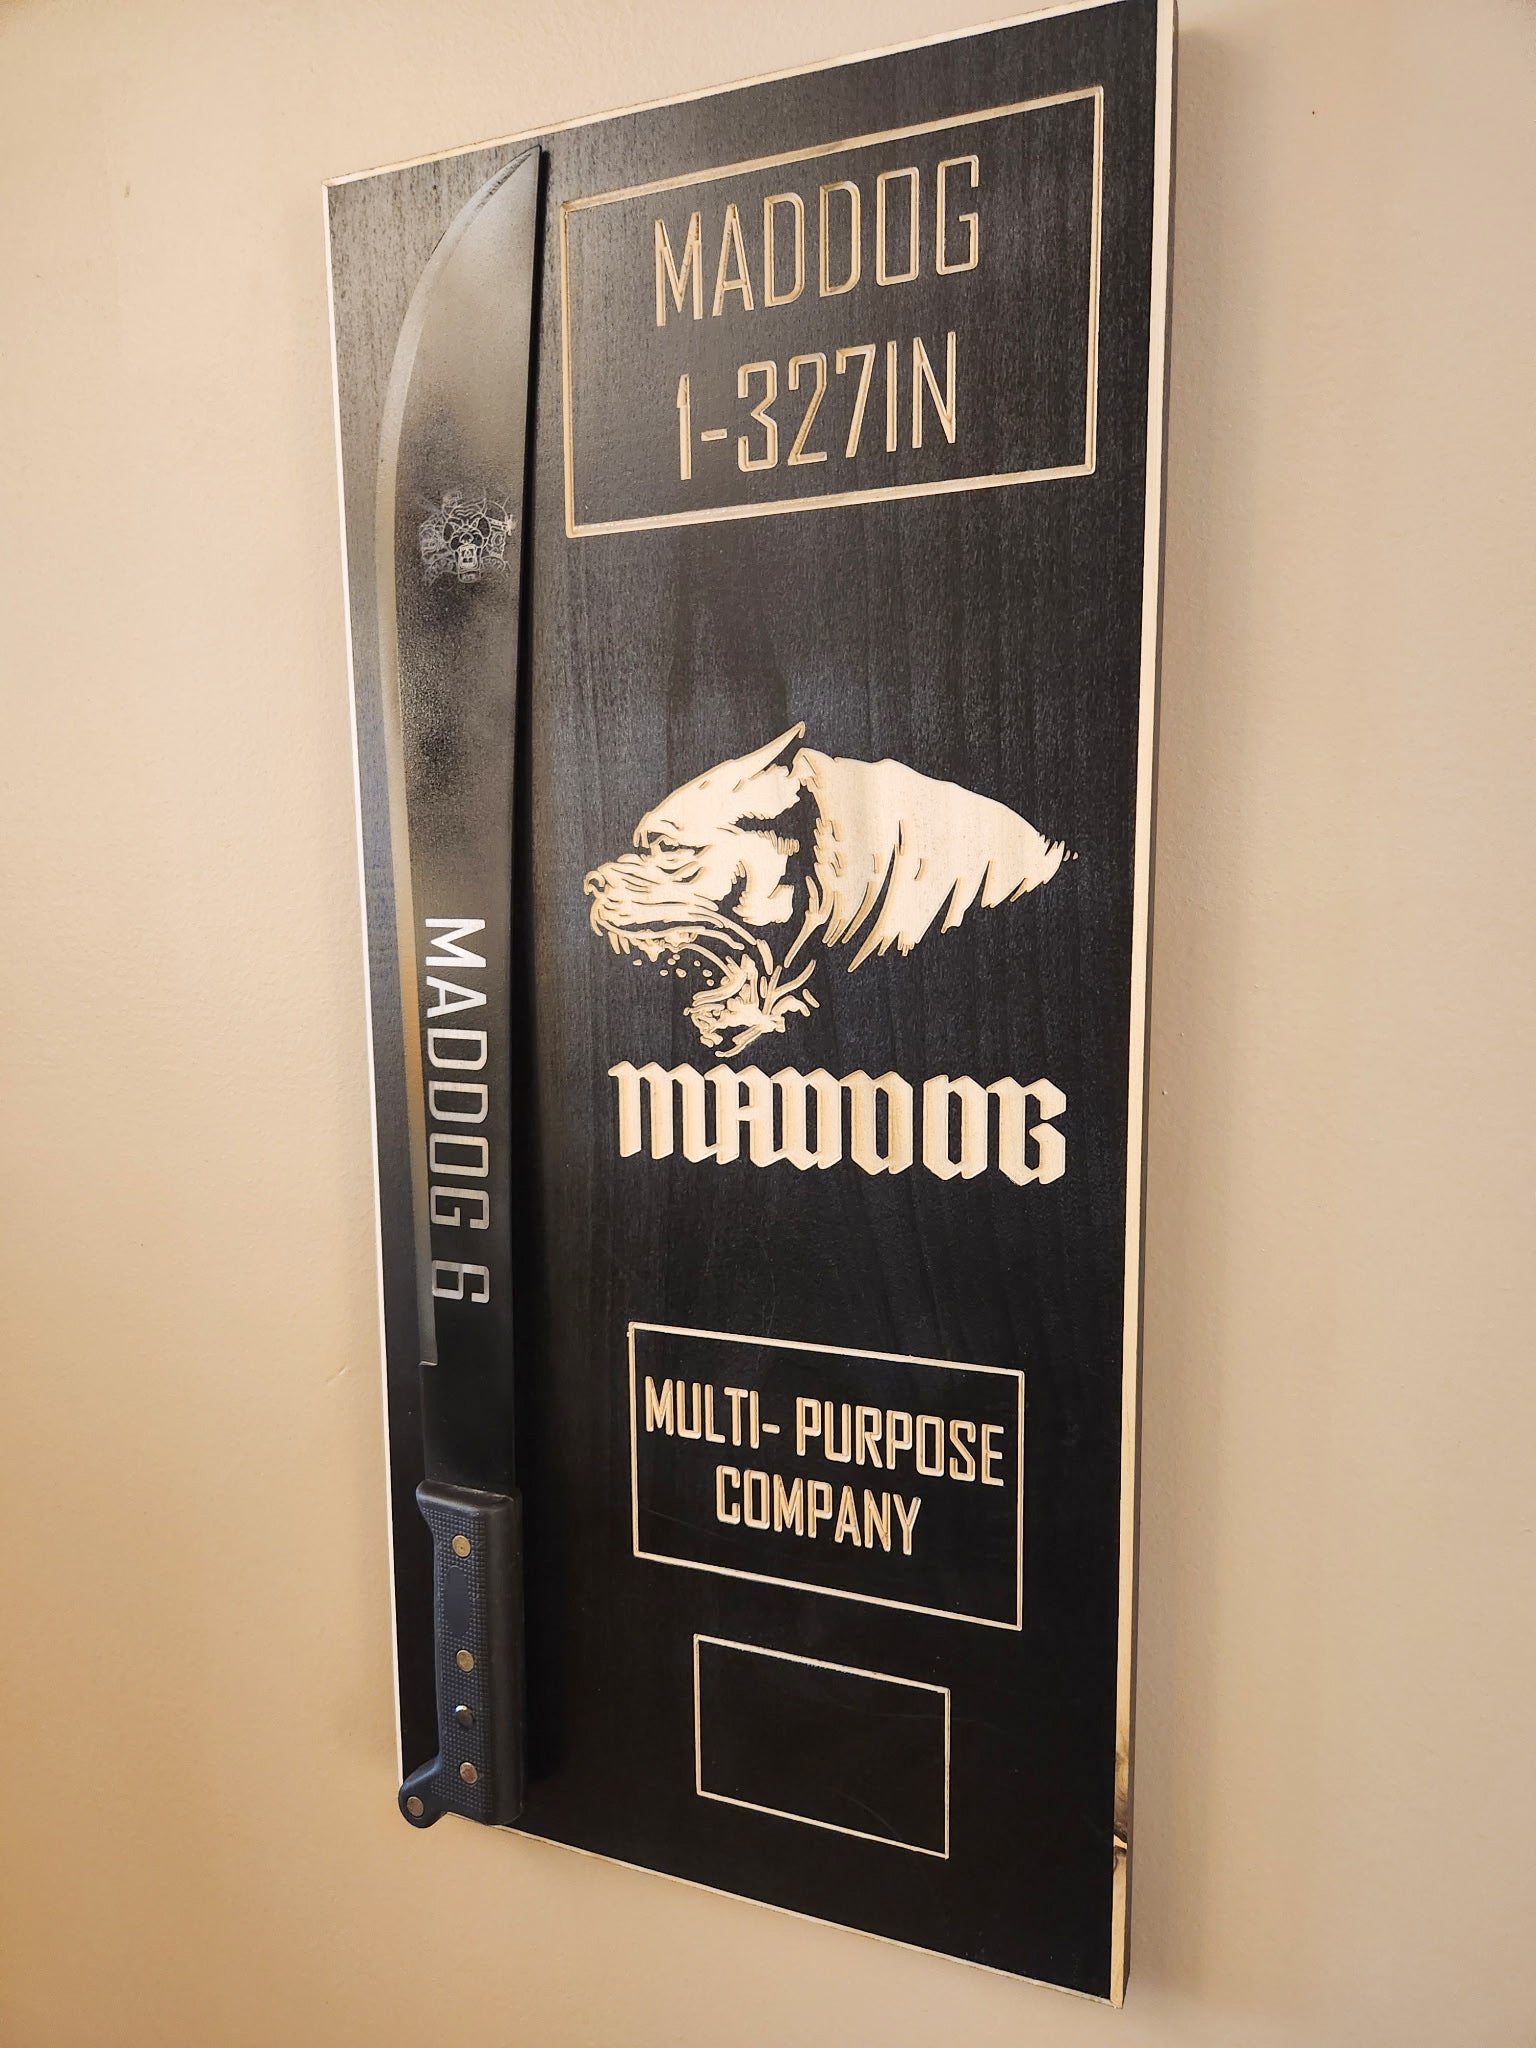 MADDOG
1-327IN
MADDOG 6
MADDOG
MULTI- PURPOSE
COMPANY